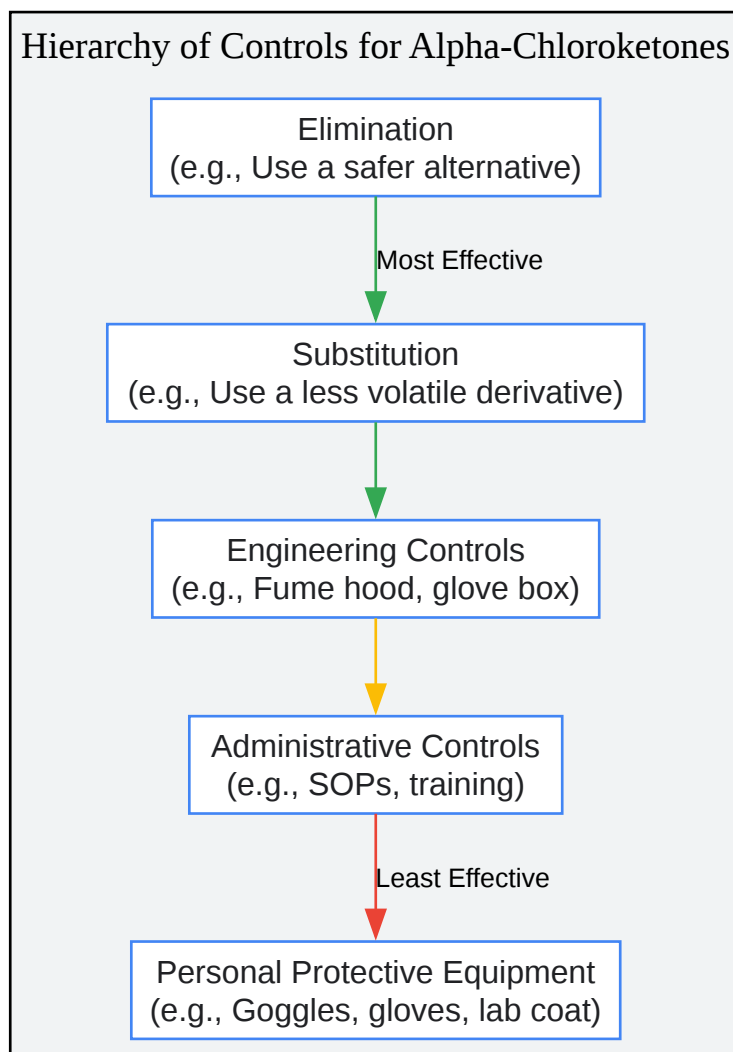 Hierarchy of Controls for Alpha-Chloroketones
Elimination
(e.g., Use a safer alternative)
Most Effective
Substitution
(e.g., Use a less volatile derivative)
Engineering Controls
(e.g., Fume hood, glove box)
Administrative Controls
(e.g., SOPs, training)
Least Effective
Personal Protective Equipment
(e.g., Goggles, gloves, lab coat)